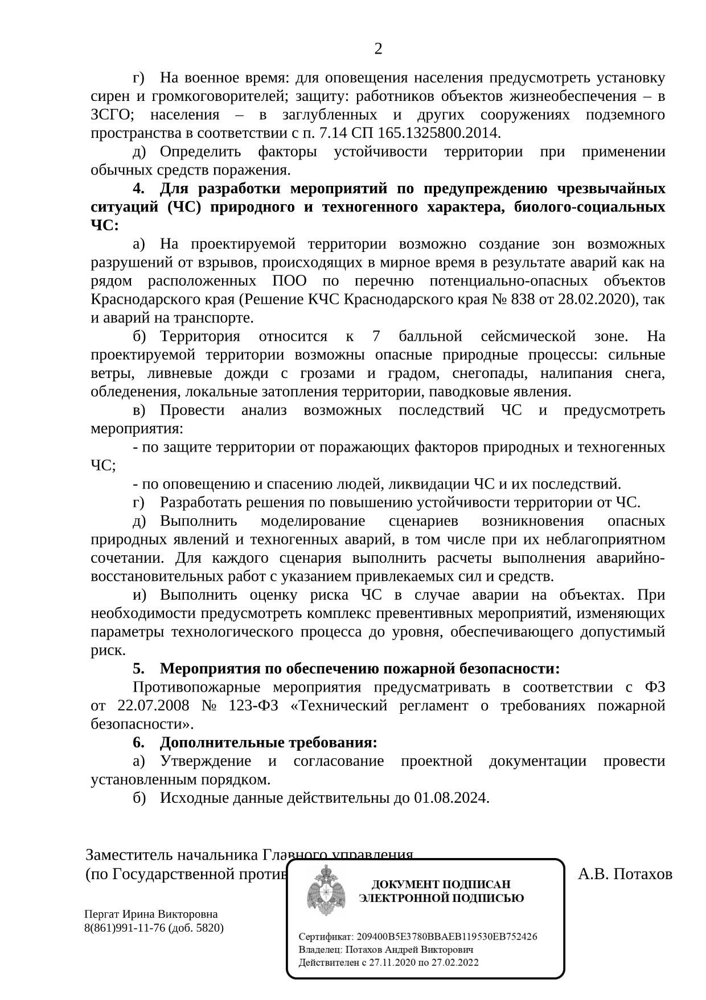 2
г) На военное время: для оповещения населения предусмотреть установку
сирен и громкоговорителей; защиту: работников объектов жизнеобеспечения – в
ЗСГО; населения – в заглубленных и других сооружениях подземного
пространства в соответствии с п. 7.14 СП 165.1325800.2014.
д) Определить факторы устойчивости территории при применении
обычных средств поражения.
4. Для разработки мероприятий по предупреждению чрезвычайных
ситуаций (ЧС) природного и техногенного характера, биолого-социальных
ЧС:
а) На проектируемой территории возможно создание зон возможных
разрушений от взрывов, происходящих в мирное время в результате аварий как на
рядом расположенных ПОО по перечню потенциально-опасных объектов
Краснодарского края (Решение КЧС Краснодарского края № 838 от 28.02.2020), так
и аварий на транспорте.
б) Территория относится к 7 балльной сейсмической зоне. На
проектируемой территории возможны опасные природные процессы: сильные
ветры, ливневые дожди с грозами и градом, снегопады, налипания снега,
обледенения, локальные затопления территории, паводковые явления.
в) Провести анализ возможных последствий ЧС и предусмотреть
мероприятия:
- по защите территории от поражающих факторов природных и техногенных
ЧС;
- по оповещению и спасению людей, ликвидации ЧС и их последствий.
г) Разработать решения по повышению устойчивости территории от ЧС.
д) Выполнить моделирование сценариев возникновения опасных
природных явлений и техногенных аварий, в том числе при их неблагоприятном
сочетании. Для каждого сценария выполнить расчеты выполнения аварийно-
восстановительных работ с указанием привлекаемых сил и средств.
и) Выполнить оценку риска ЧС в случае аварии на объектах. При
необходимости предусмотреть комплекс превентивных мероприятий, изменяющих
параметры технологического процесса до уровня, обеспечивающего допустимый
риск.
5. Мероприятия по обеспечению пожарной безопасности:
Противопожарные мероприятия предусматривать в соответствии с ФЗ
от 22.07.2008 № 123-ФЗ «Технический регламент о требованиях пожарной
безопасности».
6. Дополнительные требования:
а) Утверждение и согласование проектной документации провести
установленным порядком.
б) Исходные данные действительны до 01.08.2024.
Заместитель начальника Главного управления
(по Государственной против А.В. Потахов
ДОКУМЕНТ ПОДПИСАН
ЭЛЕКТРОННОЙ ПОДПИСЬЮ
Пергат Ирина Викторовна
8(861)991-11-76 (доб. 5820)
Сертификат: 209400B5E3780BBAEB119530EB752426
Владелец: Потахов Андрей Викторович
Действителен с 27.11.2020 по 27.02.2022